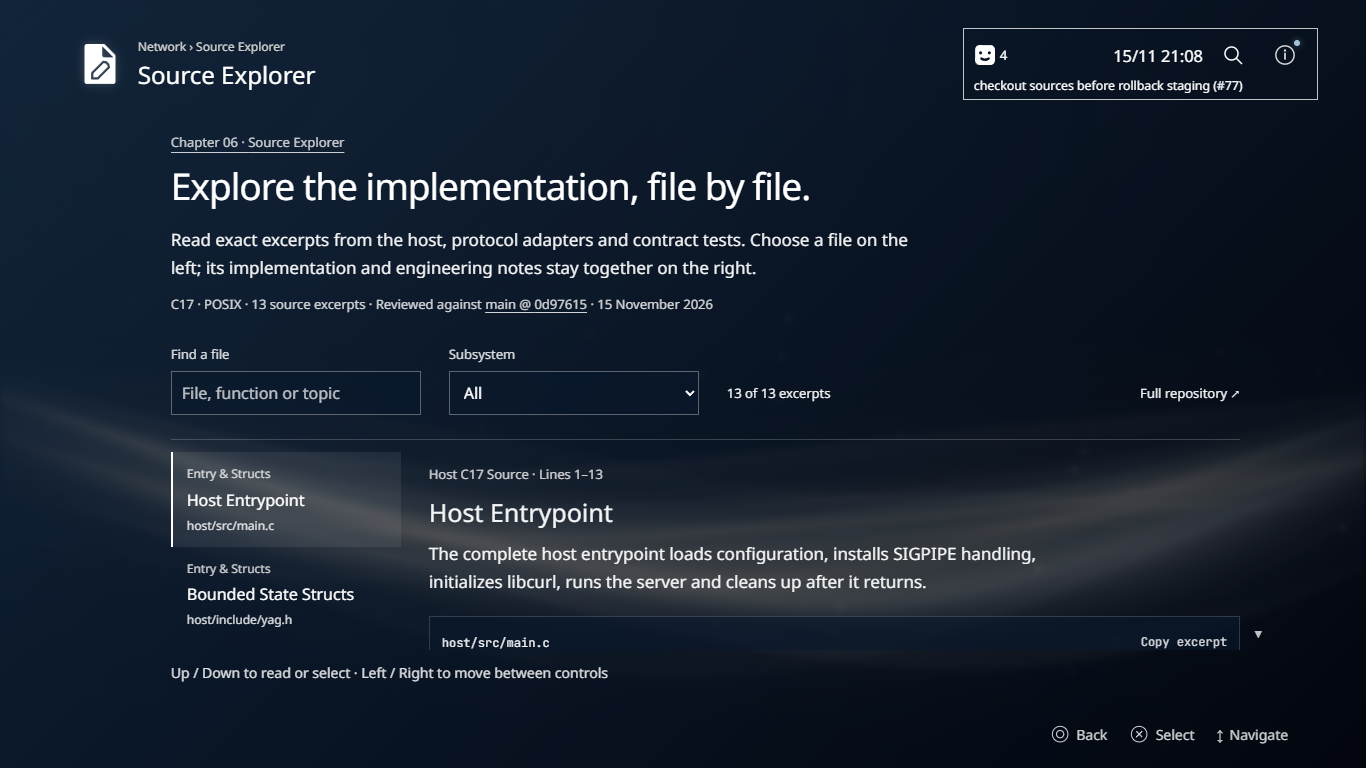 Network › Source Explorer
Source Explorer
4
15/11 21:08
checkout sources before rollback staging (#77)
Chapter 06 · Source Explorer
Explore the implementation, file by file.
Read exact excerpts from the host, protocol adapters and contract tests. Choose a file on the
left; its implementation and engineering notes stay together on the right.
C17 · POSIX · 13 source excerpts · Reviewed against main @ 0d97615 · 15 November 2026
Find a file
Subsystem
File, function or topic
All
13 of 13 excerpts
Full repository ↗
Entry & Structs
Host Entrypoint
host/src/main.c
Entry & Structs
Bounded State Structs
host/include/yag.h
Host C17 Source · Lines 1–13
Host Entrypoint
The complete host entrypoint loads configuration, installs SIGPIPE handling,
initializes libcurl, runs the server and cleans up after it returns.
host/src/main.c
Copy excerpt
Up / Down to read or select · Left / Right to move between controls
Back
Select
Navigate